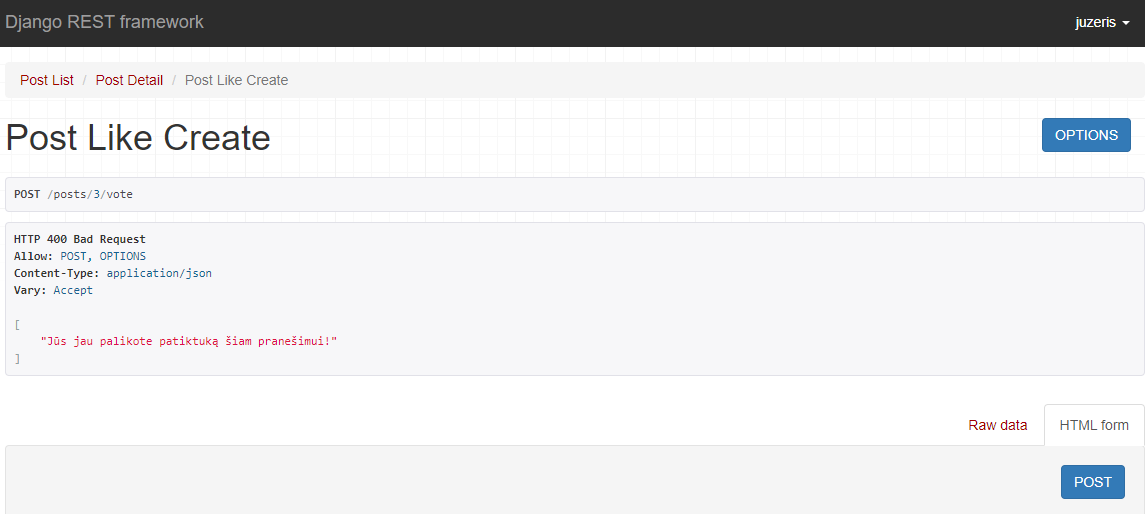 Django REST framework
juzeris
Post List / Post Detail / Post Like Create
Post Like Create
OPTIONS
POST /posts/3/vote
HTTP 400 Bad Request
Allow: POST, OPTIONS
Content-Type: application/json
Vary: Accept
[
"Jūs jau palikote patiktuką šiam pranešimui!"
]
Raw data
HTML form
POST